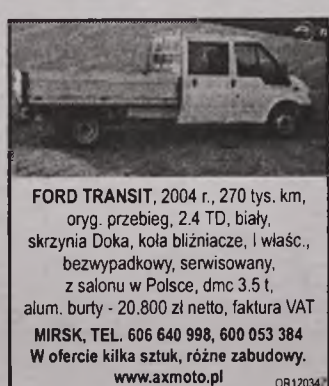 FORD TRANSIT, 2004 r., 270 tys. km,
oryg. przebieg, 2.4 TD, biały,
skrzynia Doka, koła bliźniacze, I właśc.,
bezwypadkowy, serwisowany,
z salonu w Polsce, dmc 3.5 t,
alum. burty - 20.800 zł netto, faktura VAT
MIRSK, TEL. 606 640 998, 600 053 384
W ofercie kilka sztuk, różne zabudowy.
www.axmoto.pl
OR12034